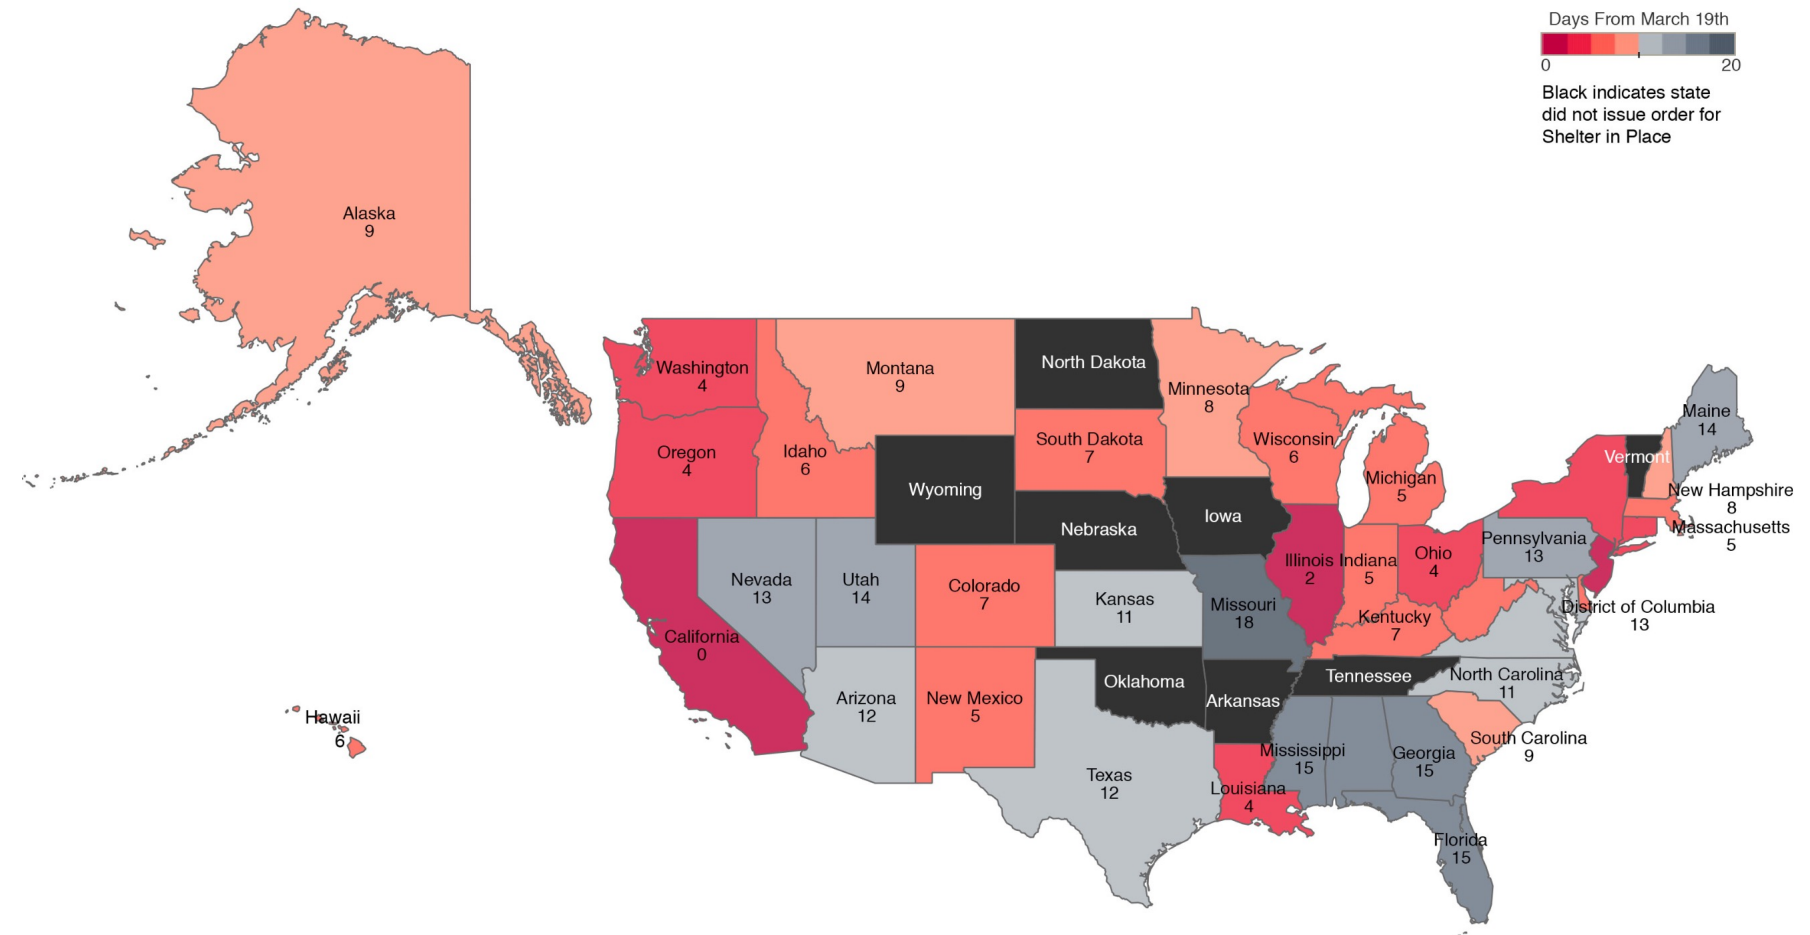 Days From March 19th
0
20
Black indicates state
did not issue order for
Shelter in Place
Alaska
9
Hawaii
6
Washington
4
Oregon
4
California
0
Idaho
6
Nevada
13
Montana
9
Wyoming
Utah
14
Arizona
12
Colorado
7
New Mexico
5
North Dakota
South Dakota
7
Nebraska
Kansas
11
Oklahoma
Texas
12
Minnesota
8
Iowa
Missouri
18
Arkansas
Louisiana
4
Wisconsin
6
Illinois
2
Michigan
5
Indiana
5
Ohio
4
Kentucky
7
Tennessee
Mississippi
15
Georgia
15
Florida
15
South Carolina
9
North Carolina
11
District of Columbia
13
Pennsylvania
13
Vermont
New Hampshire
8
Massachusetts
5
Maine
14